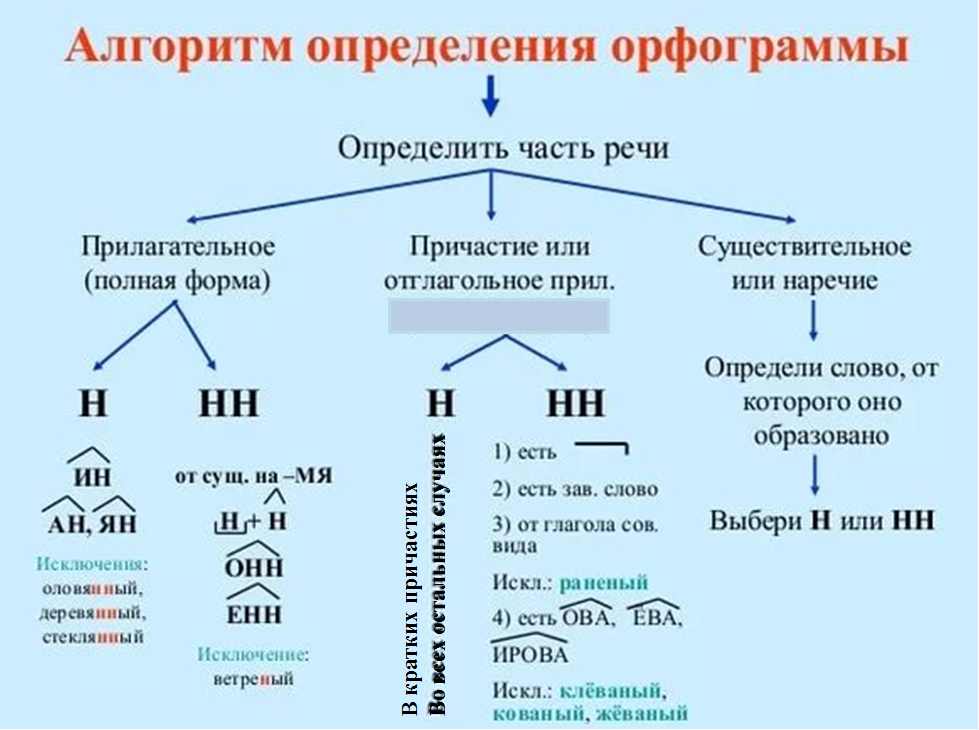 Алгоритм определения орфограммы
Определить часть речи
Прилагательное
(полная форма)
Н НН
ИН
АН, ЯН
Исключения:
оловянный,
деревянный,
стеклянный
от сущ. на –МЯ
Н + Н
ОНН
ЕНН
Исключение:
ветреный
Причастие или
отглагольное прил.
Н НН
В кратких причастиях
Во всех остальных случаях
1) есть
2) есть зав. слово
3) от глагола сов.
вида
Искл.: раненый
4) есть ОВА, ЕВА,
ИРОВА
Искл.: клёваный,
кованый, жёваный
Существительное
или наречие
Определи слово, от
которого оно
образовано
Выбери Н или НН